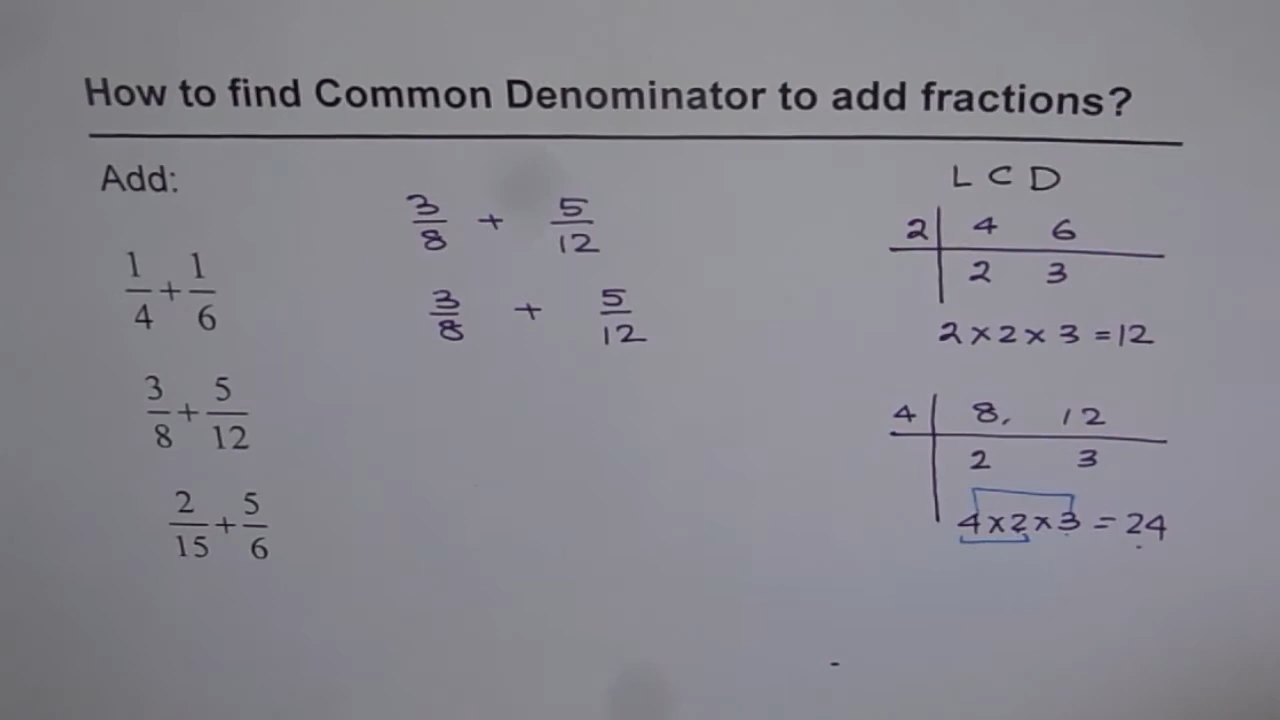 How to find Common Denominator to add fractions?
Add:
1/4 + 1/6
3/8 + 5/12
2/15 + 5/6
3/8 + 5/12
3/8 + 5/12
L C D
2 | 4 6
2 3
2 × 2 × 3 = 12
4 | 8, 12
2 3
4 × 2 × 3 = 24